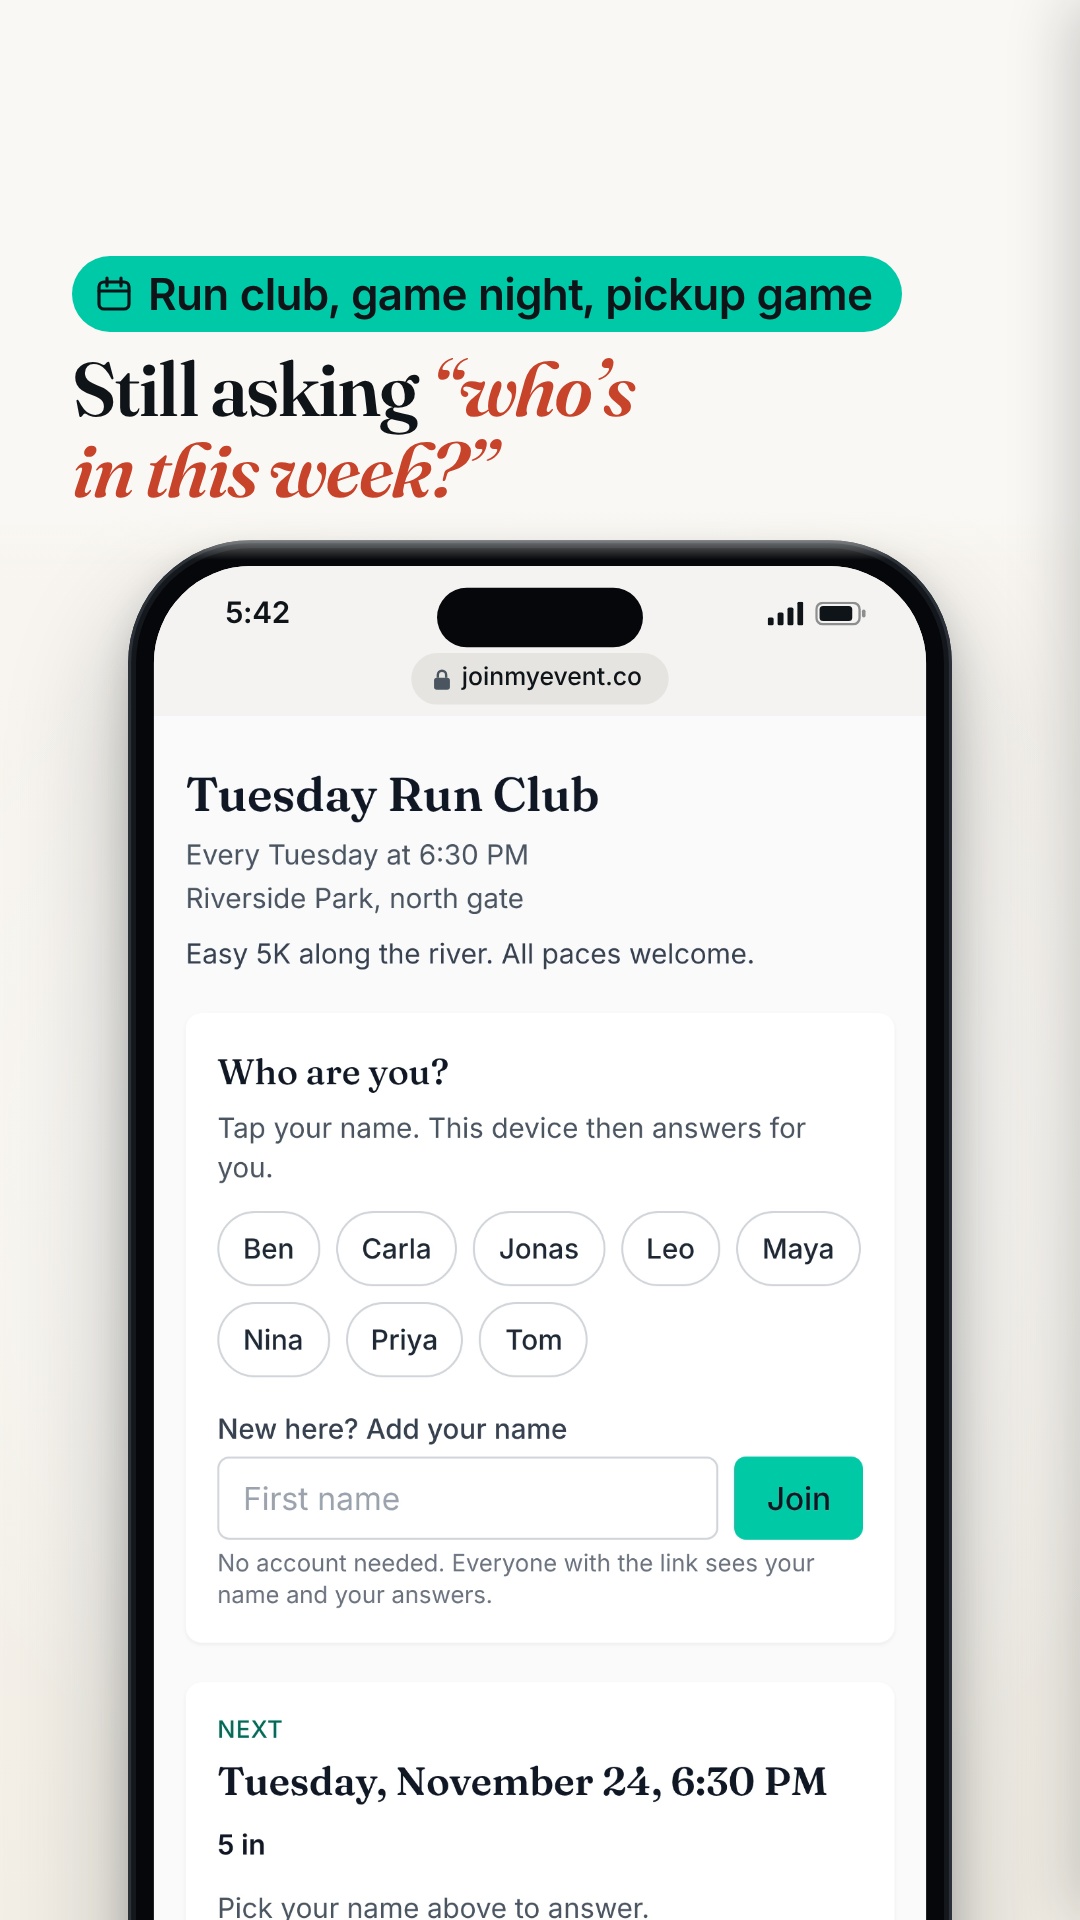 Run club, game night, pickup game
Still asking “who’s
in this week?”
5:42
joinmyevent.co
Tuesday Run Club
Every Tuesday at 6:30 PM
Riverside Park, north gate
Easy 5K along the river. All paces welcome.
Who are you?
Tap your name. This device then answers for
you.
Ben Carla Jonas Leo Maya
Nina Priya Tom
New here? Add your name
First name Join
No account needed. Everyone with the link sees your
name and your answers.
NEXT
Tuesday, November 24, 6:30 PM
5 in
Pick your name above to answer.